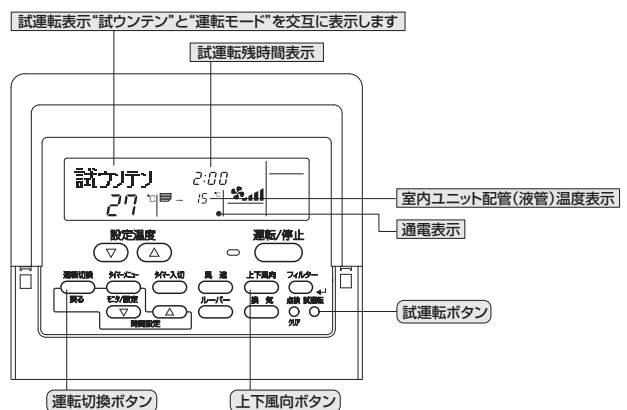 試運転表示“試ウンテン”と“運転モード”を交互に表示します
試運転残時間表示
試ウンテン
2:00
27 ℃
15 ℃
室内ユニット配管(液管)温度表示
通電表示
設定温度
運転/停止
運転切換
タイマーメニュー
タイマー入切
風速
上下風向
フィルター
戻る
モニタ/設定
ルーバー
換気
点検
試運転
時間設定
クリア
試運転ボタン
運転切換ボタン
上下風向ボタン